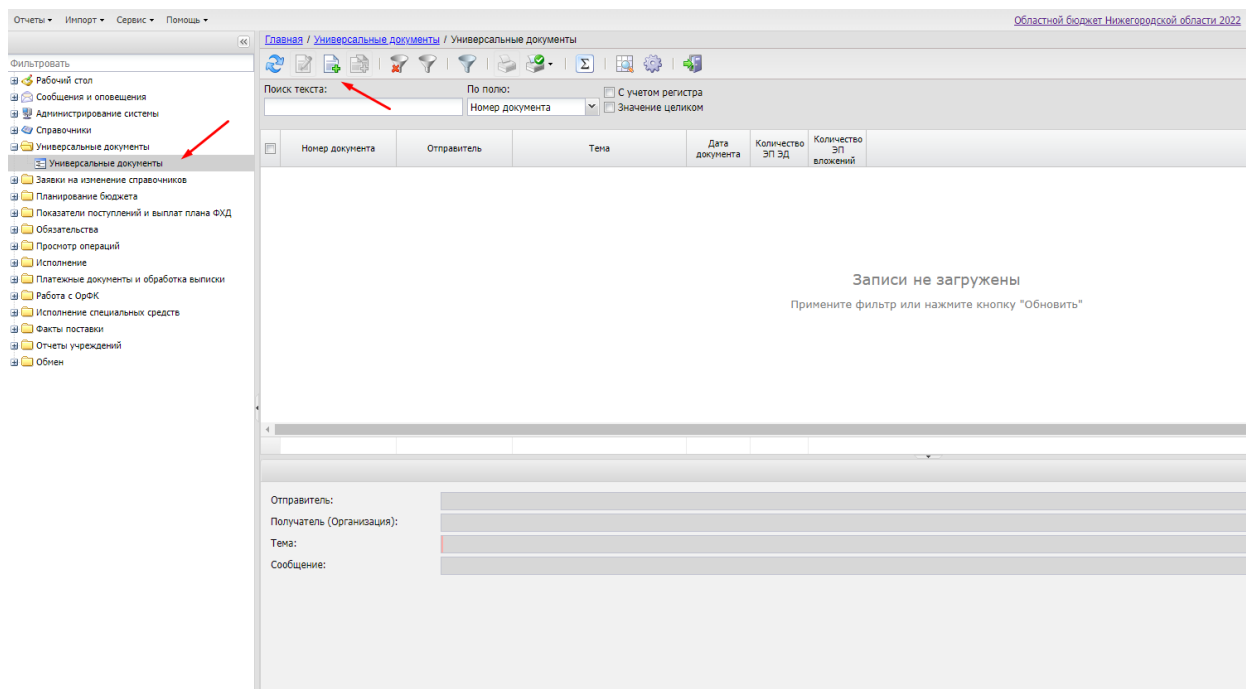 Отчеты Импорт Сервис Помощь
Областной бюджет Нижегородской области 2022
Фильтровать
Рабочий стол
Сообщения и оповещения
Администрирование системы
Справочники
Универсальные документы
Универсальные документы
Заявки на изменение справочников
Планирование бюджета
Показатели поступлений и выплат плана ФХД
Обязательства
Просмотр операций
Исполнение
Платежные документы и обработка выписки
Работа с ОрФК
Исполнение специальных средств
Факты поставки
Отчеты учреждений
Обмен
Главная / Универсальные документы / Универсальные документы
Σ
Поиск текста:
По полю:
Номер документа
С учетом регистра
Значение целиком
Номер документа
Отправитель
Тема
Дата
документа
Количество
ЭП ЭД
Количество
ЭП
вложений
Записи не загружены
Примените фильтр или нажмите кнопку "Обновить"
Отправитель:
Получатель (Организация):
Тема:
Сообщение: